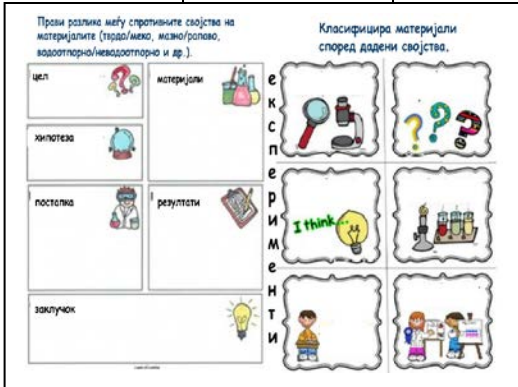 Прави разлика меѓу спротивните својства на
материјалите (тврдо/меко, мазно/рапаво,
водоотпорно/неводоотпорно и др.).
цел
материјали
хипотеза
постапка
резултати
заклучок
експерименти
Класифицира материјали
според дадени својства.
I think...